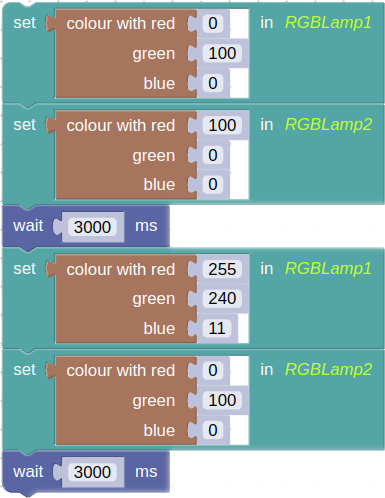 set colour with red 0 in RGBLamp1
green 100
blue 0
set colour with red 100 in RGBLamp2
green 0
blue 0
wait 3000 ms
set colour with red 255 in RGBLamp1
green 240
blue 11
set colour with red 0 in RGBLamp2
green 100
blue 0
wait 3000 ms